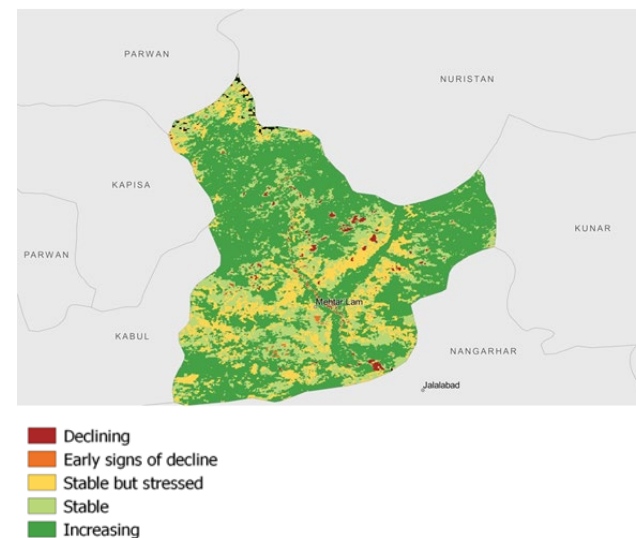 PARWAN
NURISTAN
KAPISA
KUNAR
PARWAN
Mehtar Lam
KABUL
NANGARHAR
Jalalabad
Declining
Early signs of decline
Stable but stressed
Stable
Increasing